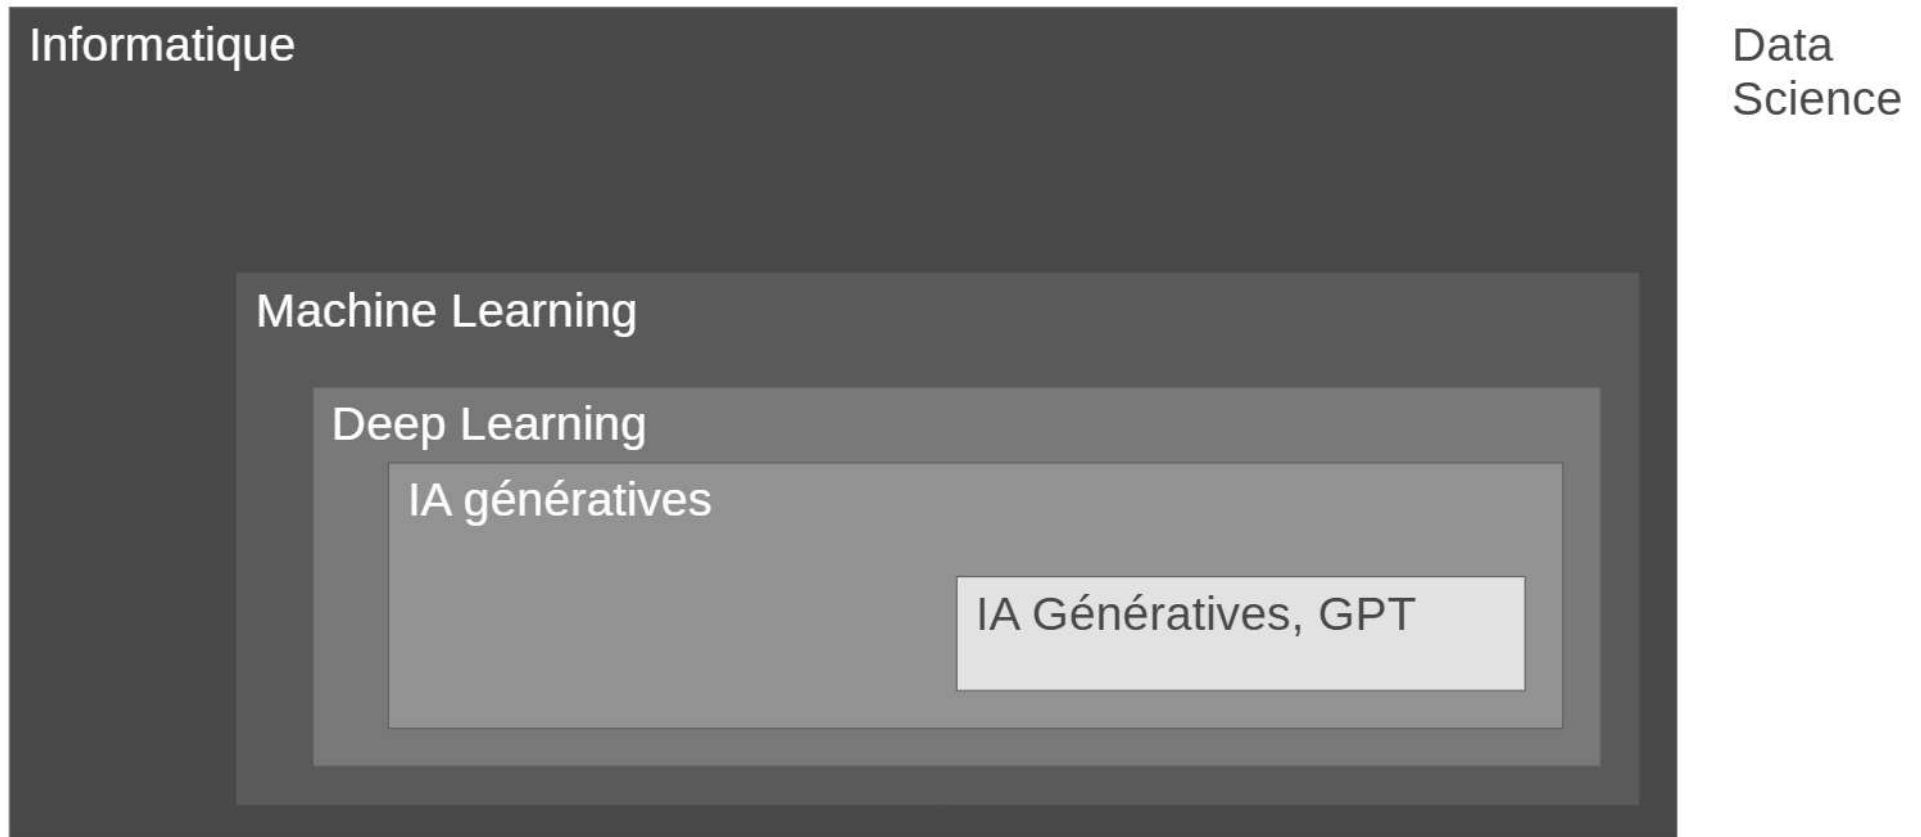 Informatique
Data
Science
Machine Learning
Deep Learning
IA génératives
IA Génératives, GPT